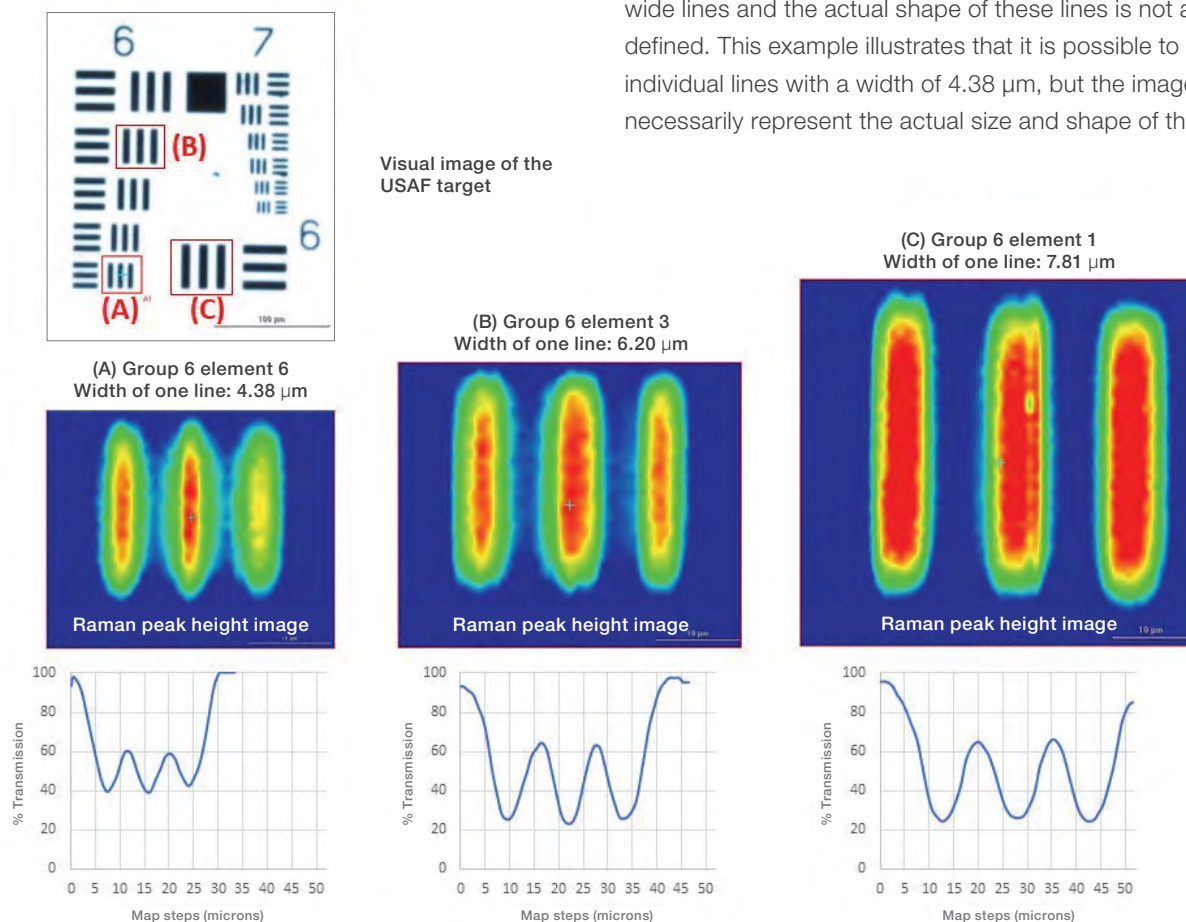 wide lines and the actual shape of these lines is not a
defined. This example illustrates that it is possible to
individual lines with a width of 4.38 µm, but the image
necessarily represent the actual size and shape of th
6 7
(B)
6
(A) (C)
A1
100 µm
Visual image of the
USAF target
(A) Group 6 element 6
Width of one line: 4.38 µm
Raman peak height image
10 µm
(B) Group 6 element 3
Width of one line: 6.20 µm
Raman peak height image
10 µm
(C) Group 6 element 1
Width of one line: 7.81 µm
Raman peak height image
10 µm
% Transmission
100
80
60
40
20
0
0 5 10 15 20 25 30 35 40 45 50
Map steps (microns)
% Transmission
100
80
60
40
20
0
0 5 10 15 20 25 30 35 40 45 50
Map steps (microns)
% Transmission
100
80
60
40
20
0
0 5 10 15 20 25 30 35 40 45 50
Map steps (microns)